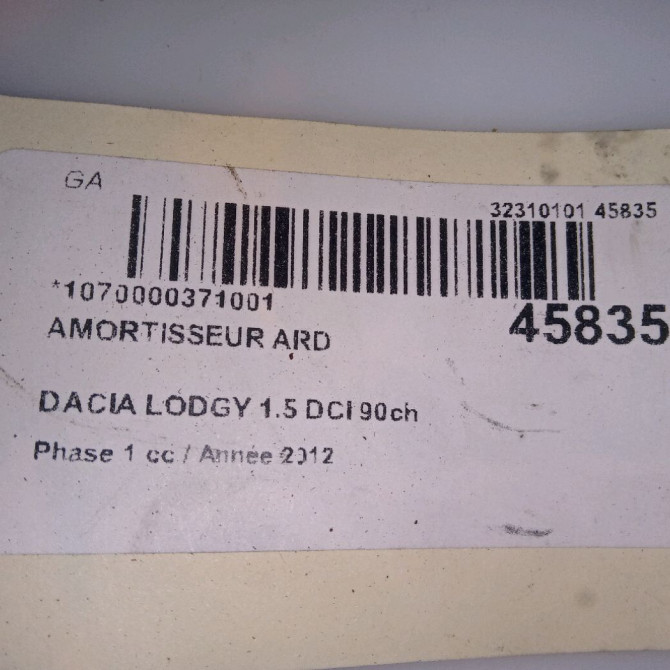 GA
32310101 45835
*1070000371001
45835
AMORTISSEUR ARD
DACIA LODGY 1.5 DCI 90ch
Phase 1 cc / Année 2012